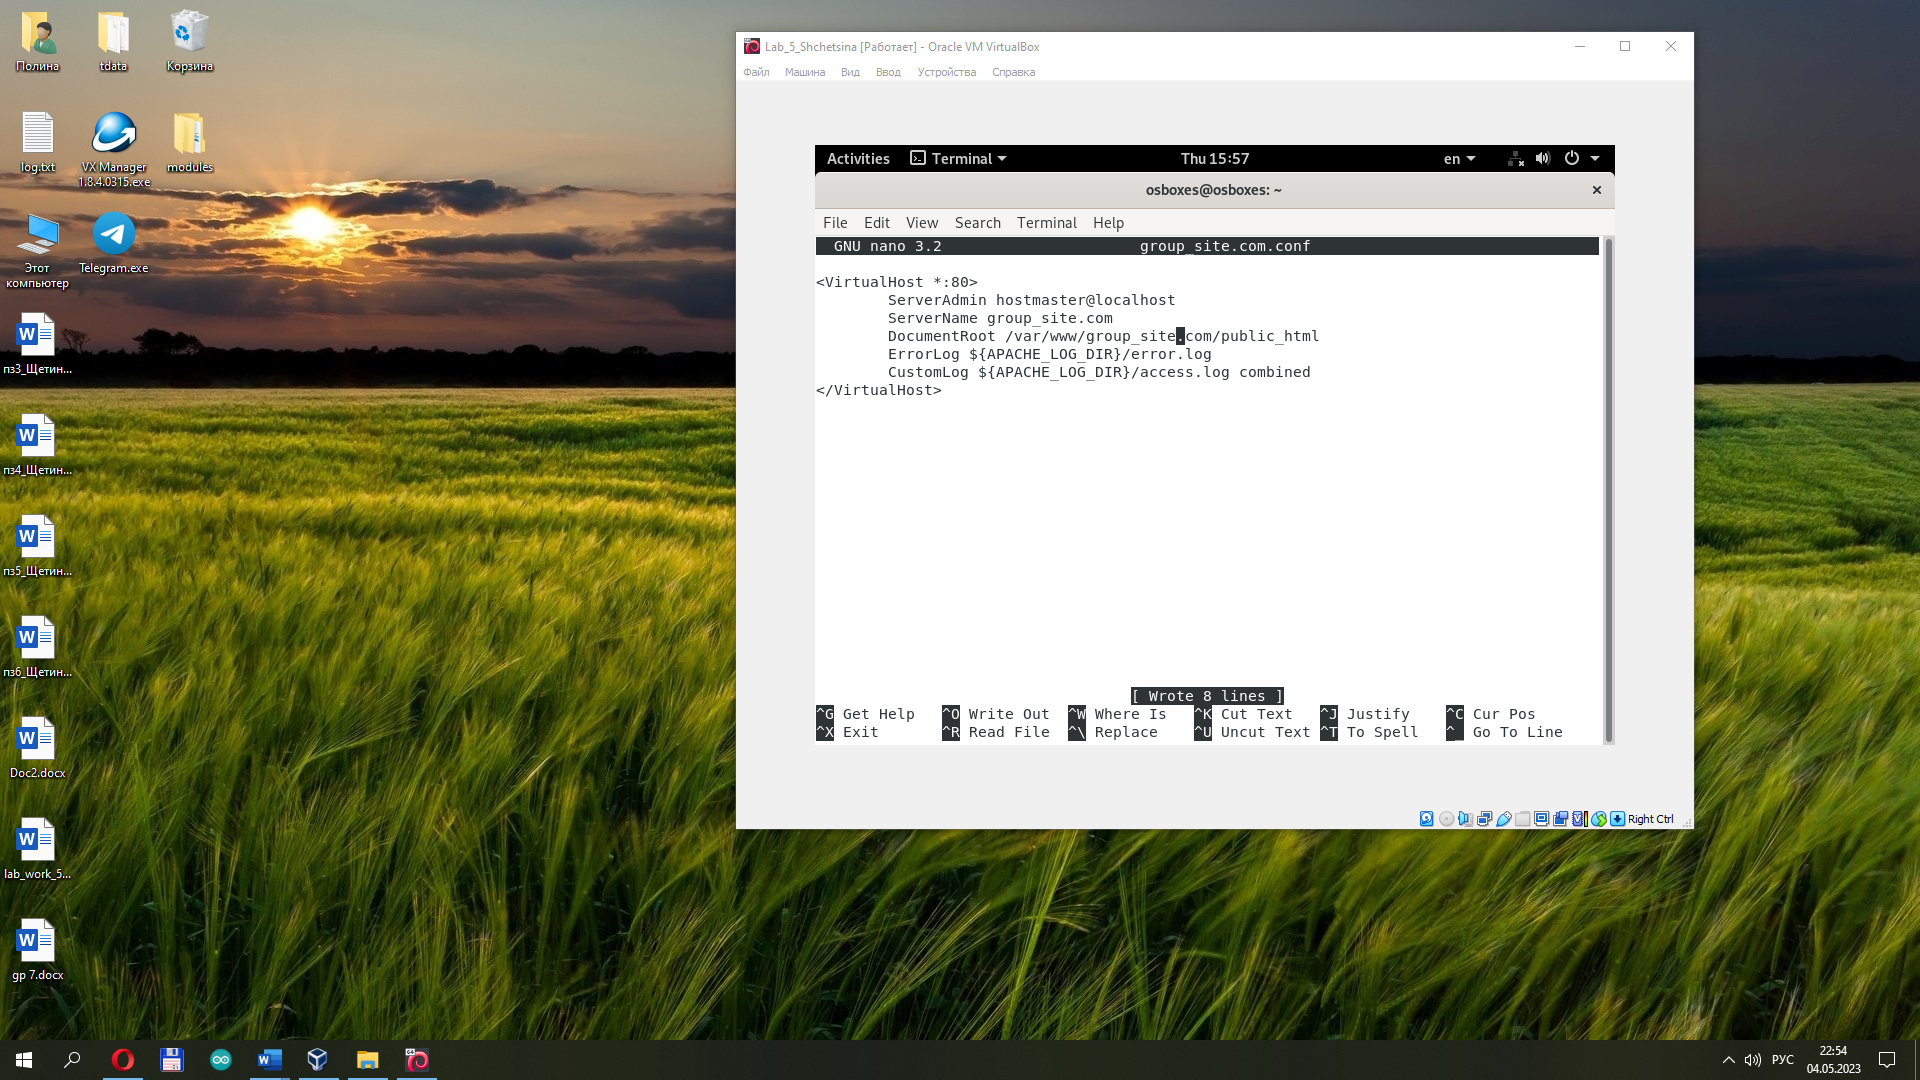 Полина
tdata
Корзина
log.txt
VX Manager
1.8.4.0315.exe
modules
Этот
компьютер
Telegram.exe
пз3_Щетин...
пз4_Щетин...
пз5_Щетин...
пз6_Щетин...
Doc2.docx
lab_work_5...
gp 7.docx
Lab_5_Shchetsina [Работает] - Oracle VM VirtualBox
Файл Машина Вид Ввод Устройства Справка
Activities Terminal Thu 15:57 en
osboxes@osboxes: ~
File Edit View Search Terminal Help
GNU nano 3.2 group_site.com.conf
<VirtualHost *:80>
ServerAdmin hostmaster@localhost
ServerName group_site.com
DocumentRoot /var/www/group_site.com/public_html
ErrorLog ${APACHE_LOG_DIR}/error.log
CustomLog ${APACHE_LOG_DIR}/access.log combined
</VirtualHost>
[ Wrote 8 lines ]
^G Get Help ^O Write Out ^W Where Is ^K Cut Text ^J Justify ^C Cur Pos
^X Exit ^R Read File ^\ Replace ^U Uncut Text ^T To Spell ^_ Go To Line
Right Ctrl
РУС
22:54
04.05.2023